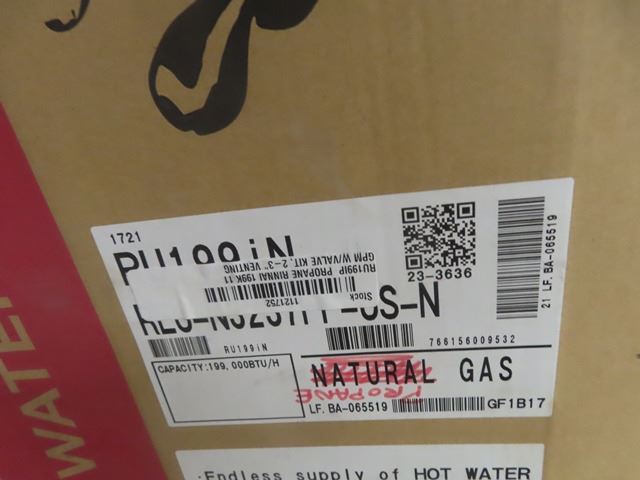 WATER
1721
RU199iN
RU199IP PROPANE RINNAI 199K 11
GPM W/VALVE KIT, 2-3" VENTING
1121752
Stock
23-3636
21 LF. BA-065519
-US-N
766156009532
RU199iN
CAPACITY:199,000BTU/H
NATURAL GAS
PROPANE
LF. BA-065519
GF1B17
·Endless supply of HOT WATER